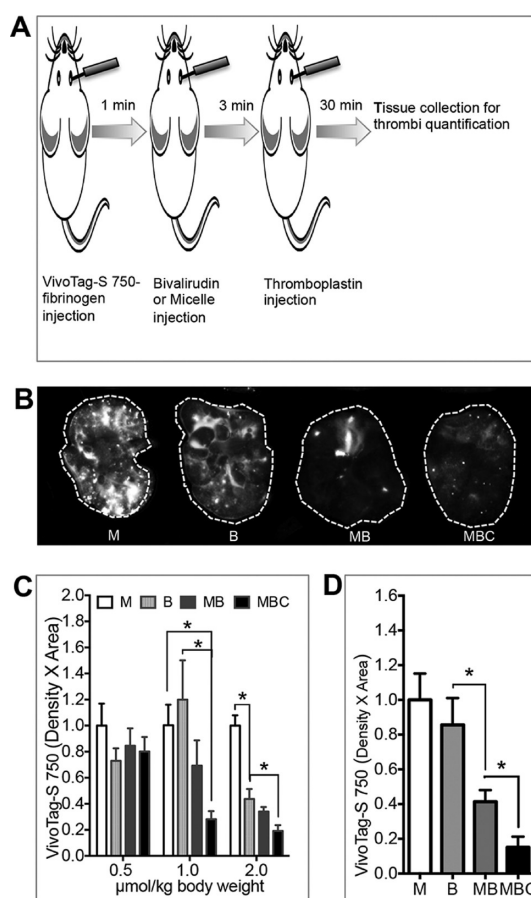 A
1 min
3 min
30 min
Tissue collection for
thrombi quantification
VivoTag-S 750-
fibrinogen
injection
Bivalirudin
or Micelle
injection
Thromboplastin
injection
B
M
B
MB
MBC
C
VivoTag-S 750 (Density X Area)
2.0
1.8
1.6
1.4
1.2
1.0
0.8
0.6
0.4
0.2
0.0
M B MB MBC
* * * *
0.5 1.0 2.0
µmol/kg body weight
D
VivoTag-S 750 (Density X Area)
1.6
1.4
1.2
1.0
0.8
0.6
0.4
0.2
0.0
* *
M B MB MBC